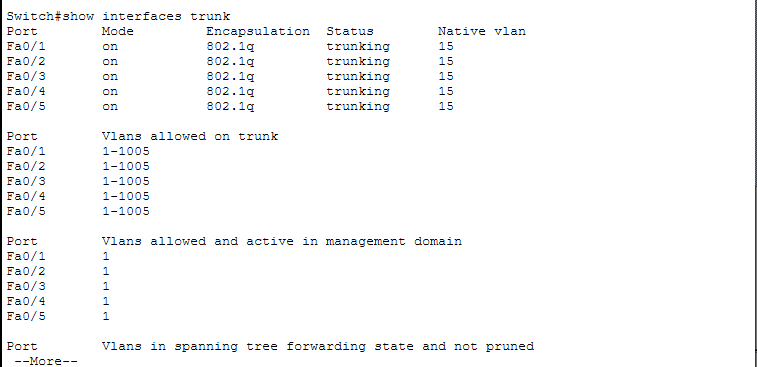 Switch#show interfaces trunk
Port        Mode         Encapsulation  Status        Native vlan
Fa0/1       on           802.1q         trunking      15
Fa0/2       on           802.1q         trunking      15
Fa0/3       on           802.1q         trunking      15
Fa0/4       on           802.1q         trunking      15
Fa0/5       on           802.1q         trunking      15
Port        Vlans allowed on trunk
Fa0/1       1-1005
Fa0/2       1-1005
Fa0/3       1-1005
Fa0/4       1-1005
Fa0/5       1-1005
Port        Vlans allowed and active in management domain
Fa0/1       1
Fa0/2       1
Fa0/3       1
Fa0/4       1
Fa0/5       1
Port        Vlans in spanning tree forwarding state and not pruned
 --More--